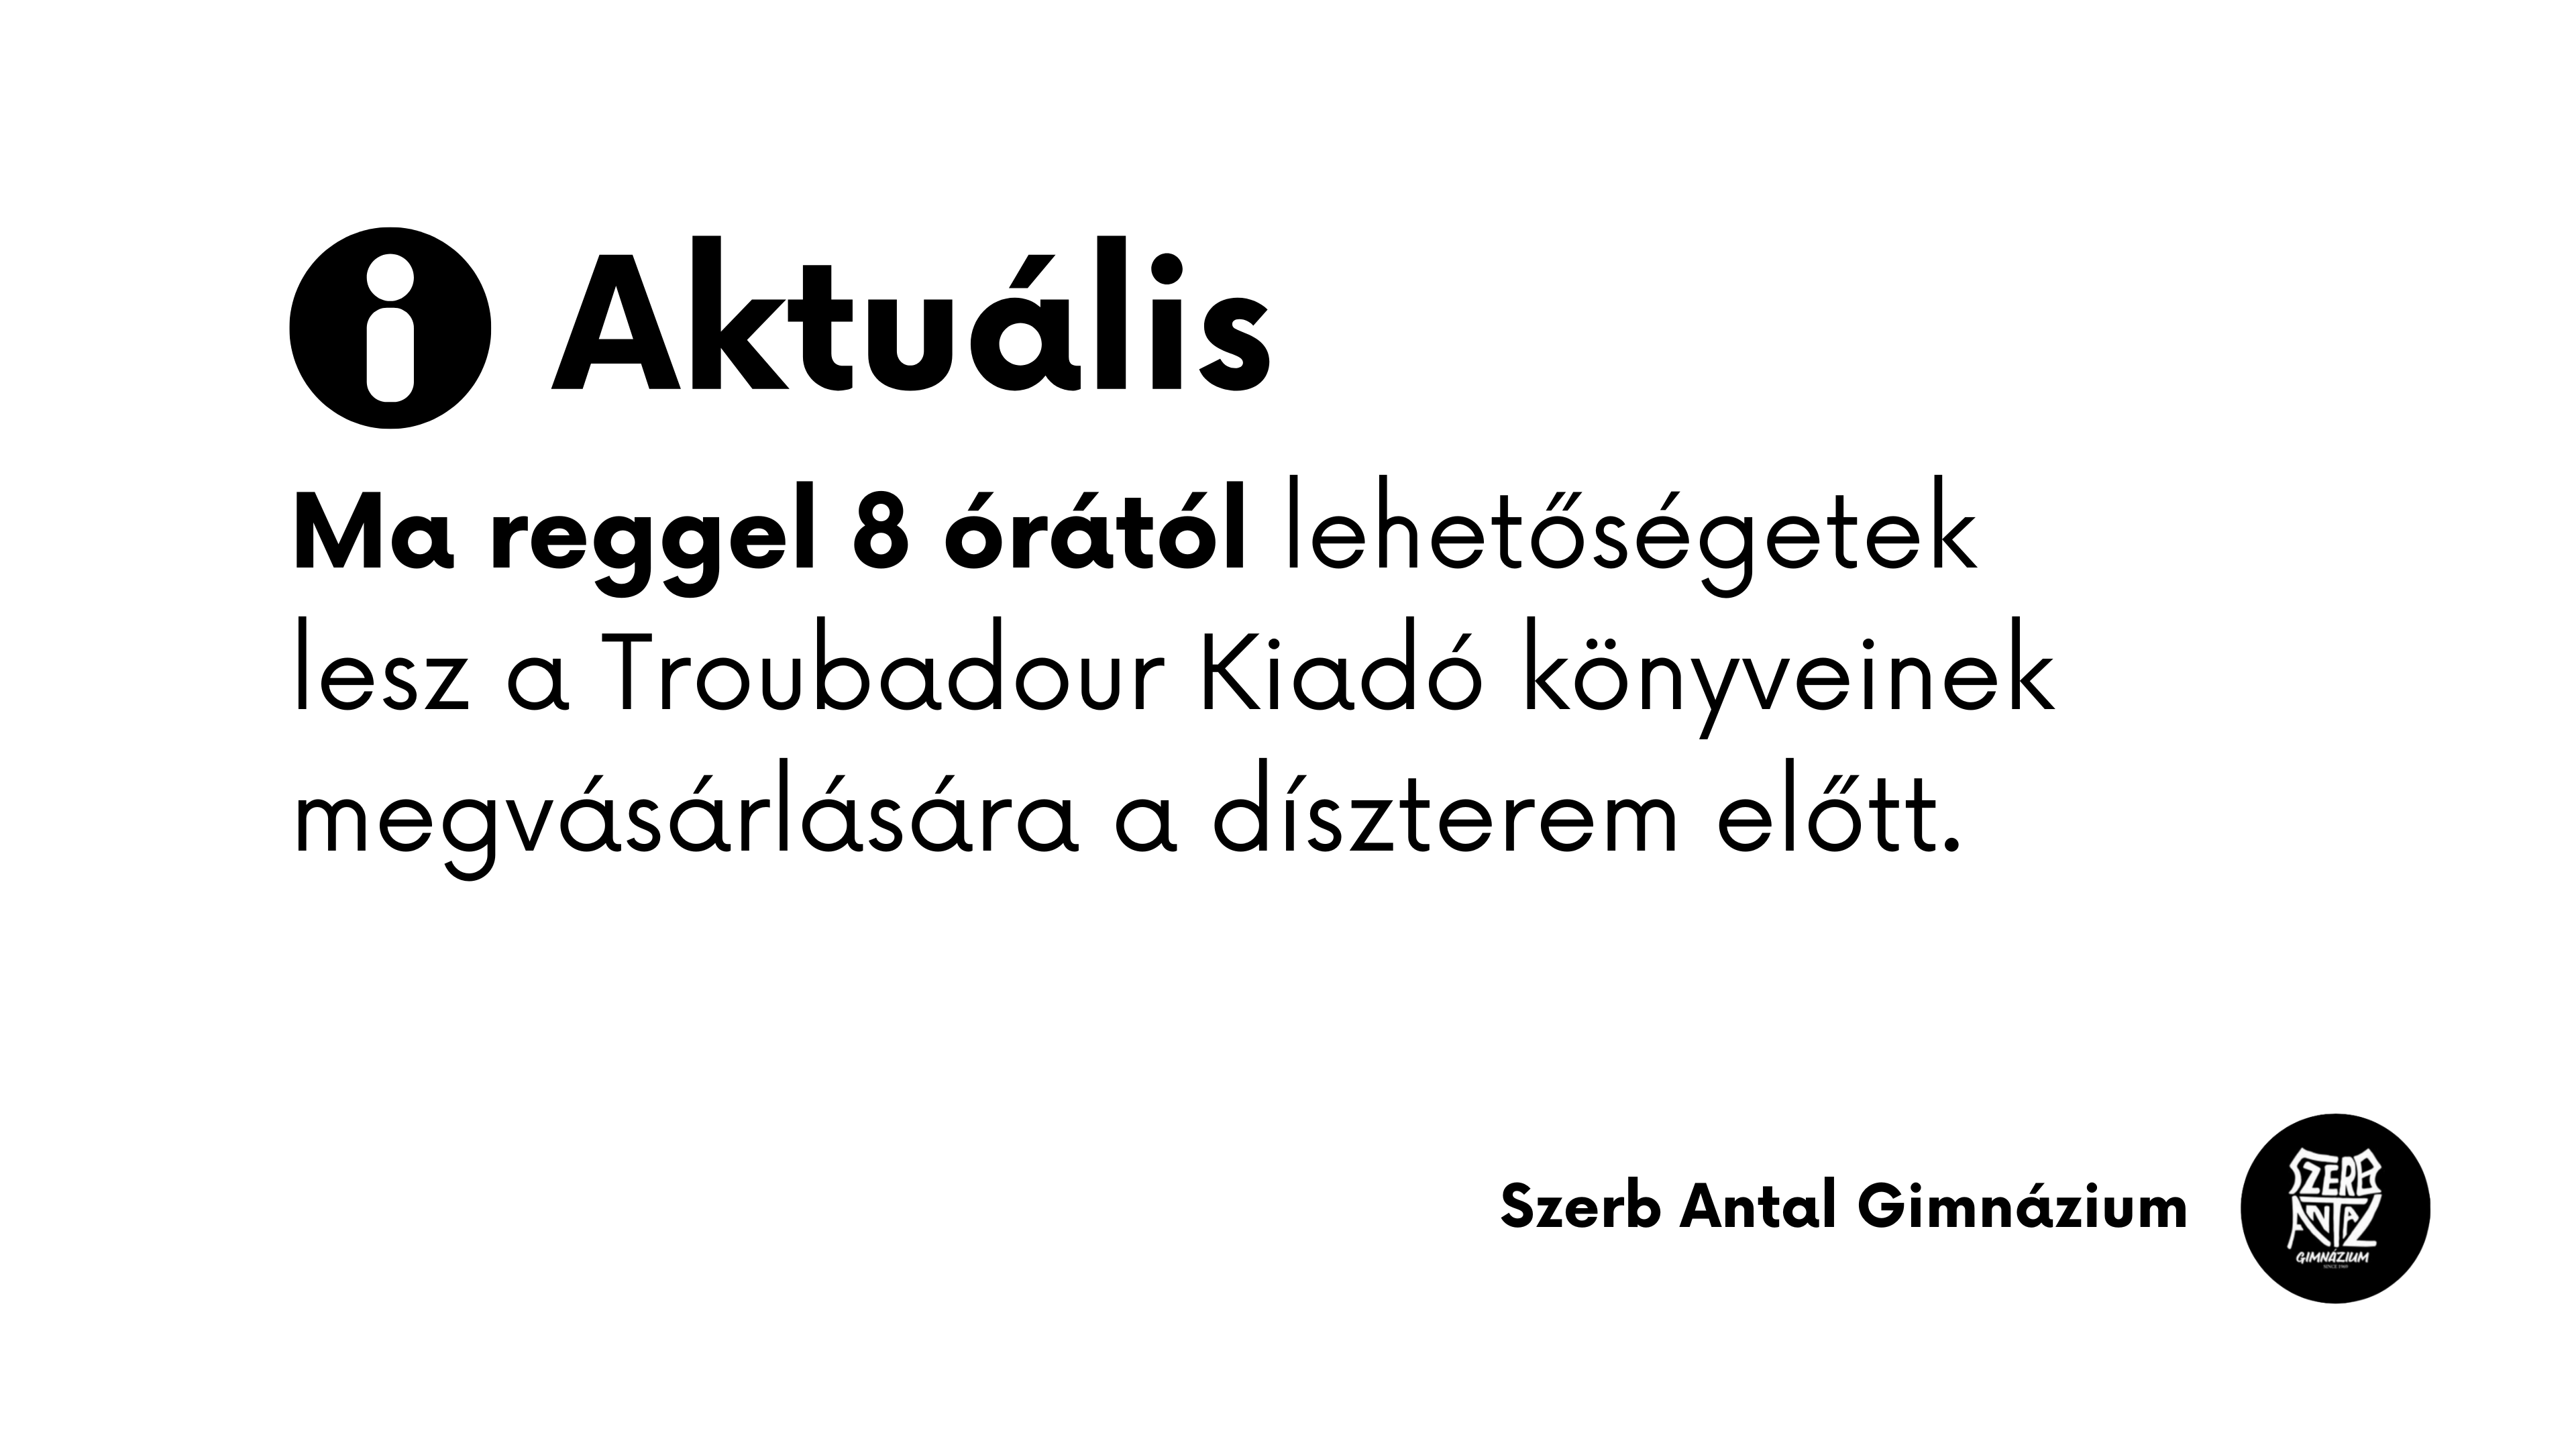 Aktuális
Ma reggel 8 órától lehetőségetek
lesz a Troubadour Kiadó könyveinek
megvásárlására a díszterem előtt.
Szerb Antal Gimnázium
SZERB
ANTAL
GIMNÁZIUM